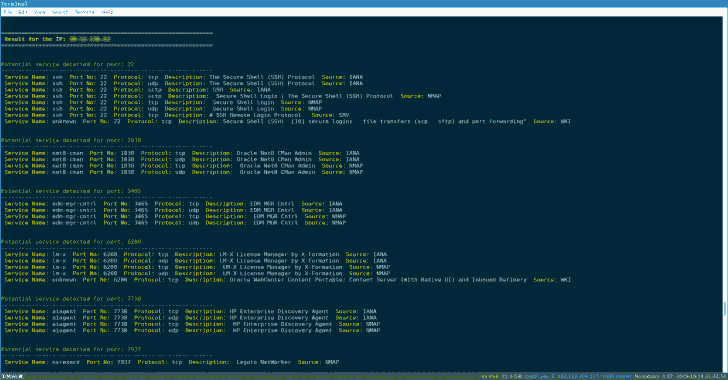 Terminal
File Edit View Search Terminal Help
Result for the IP:
Potential service detected for port: 22
Service Name: ssh Port No: 22 Protocol: tcp Description: The Secure Shell (SSH) Protocol Source: IANA
Service Name: ssh Port No: 22 Protocol: udp Description: The Secure Shell (SSH) Protocol Source: IANA
Service Name: ssh Port No: 22 Protocol: sctp Description: SSH Source: IANA
Service Name: ssh Port No: 22 Protocol: sctp Description: Secure Shell Login | The Secure Shell (SSH) Protocol Source: NMAP
Service Name: ssh Port No: 22 Protocol: tcp Description: Secure Shell Login Source: NMAP
Service Name: ssh Port No: 22 Protocol: udp Description: Secure Shell Login Source: NMAP
Service Name: ssh Port No: 22 Protocol: tcp Description: # SSH Remote Login Protocol Source: SRV
Service Name: unknown Port No: 22 Protocol: tcp Description: Secure Shell (SSH) [10] secure logins file transfers (scp sftp) and port forwarding" Source: WKI
Potential service detected for port: 1830
Service Name: net8-cman Port No: 1830 Protocol: tcp Description: Oracle Net8 CMan Admin Source: IANA
Service Name: net8-cman Port No: 1830 Protocol: udp Description: Oracle Net8 CMan Admin Source: IANA
Service Name: net8-cman Port No: 1830 Protocol: tcp Description: Oracle Net8 CMan Admin Source: NMAP
Service Name: net8-cman Port No: 1830 Protocol: udp Description: Oracle Net8 CMan Admin Source: NMAP
Potential service detected for port: 3465
Service Name: edm-mgr-cntrl Port No: 3465 Protocol: tcp Description: EDM MGR Cntrl Source: IANA
Service Name: edm-mgr-cntrl Port No: 3465 Protocol: udp Description: EDM MGR Cntrl Source: IANA
Service Name: edm-mgr-cntrl Port No: 3465 Protocol: tcp Description: EDM MGR Cntrl Source: NMAP
Service Name: edm-mgr-cntrl Port No: 3465 Protocol: udp Description: EDM MGR Cntrl Source: NMAP
Potential service detected for port: 6200
Service Name: lm-x Port No: 6200 Protocol: tcp Description: LM-X License Manager by X-Formation Source: IANA
Service Name: lm-x Port No: 6200 Protocol: udp Description: LM-X License Manager by X-Formation Source: IANA
Service Name: lm-x Port No: 6200 Protocol: tcp Description: LM-X License Manager by X-Formation Source: NMAP
Service Name: lm-x Port No: 6200 Protocol: udp Description: LM-X License Manager by X-Formation Source: NMAP
Service Name: unknown Port No: 6200 Protocol: tcp Description: Oracle WebCenter Content Portable: Content Server (With Native UI) and Inbound Refinery Source: WKI
Potential service detected for port: 7738
Service Name: aiagent Port No: 7738 Protocol: tcp Description: HP Enterprise Discovery Agent Source: IANA
Service Name: aiagent Port No: 7738 Protocol: udp Description: HP Enterprise Discovery Agent Source: IANA
Service Name: aiagent Port No: 7738 Protocol: tcp Description: HP Enterprise Discovery Agent Source: NMAP
Service Name: aiagent Port No: 7738 Protocol: udp Description: HP Enterprise Discovery Agent Source: NMAP
Potential service detected for port: 7937
Service Name: nsrexecd Port No: 7937 Protocol: tcp Description: Legato NetWorker Source: NMAP